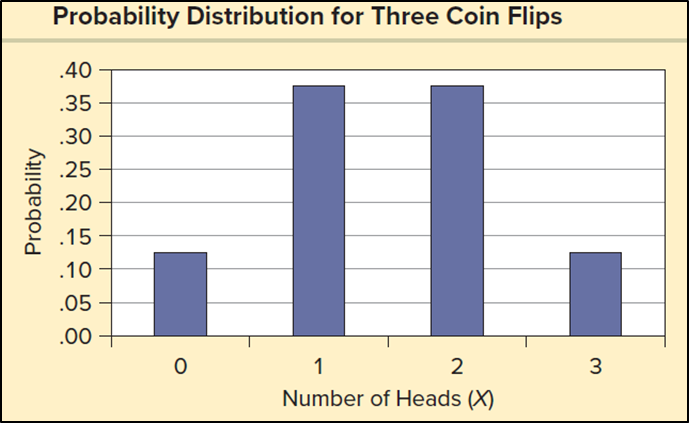 Probability Distribution for Three Coin Flips
.40
.35
.30
.25
.20
.15
.10
.05
.00
Probability
0 1 2 3
Number of Heads (X)